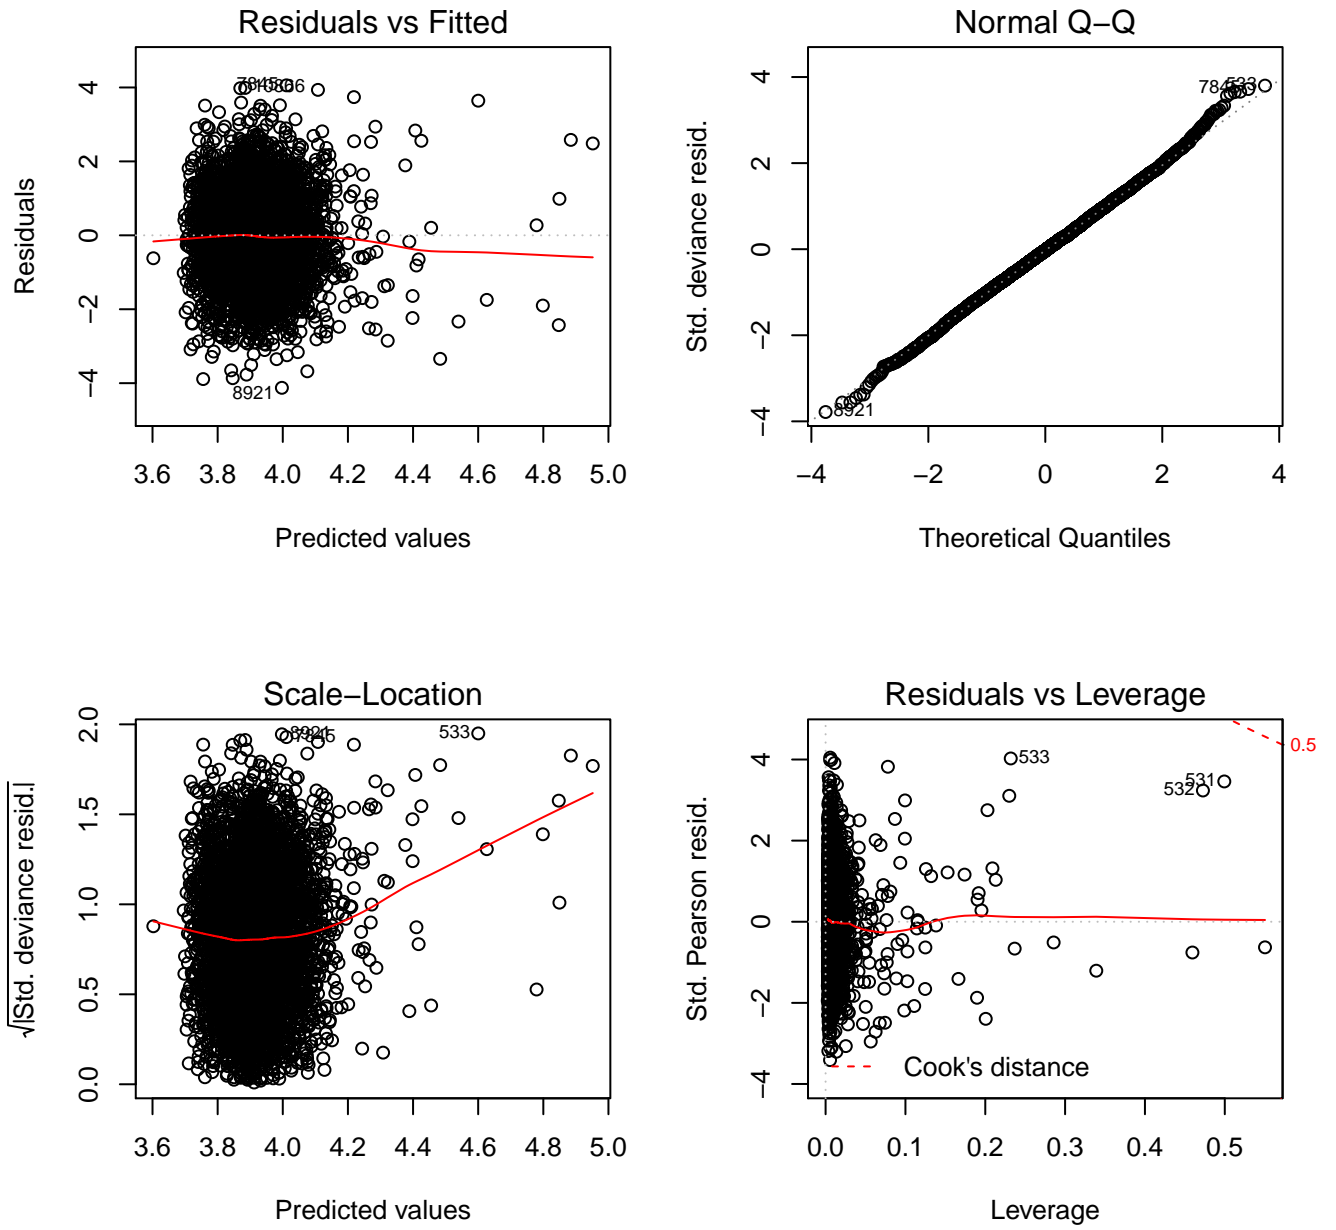 Residuals vs Fitted
Residuals
4
2
0
−2
−4
7845
10866
8921
3.6 3.8 4.0 4.2 4.4 4.6 4.8 5.0
Predicted values
Normal Q−Q
Std. deviance resid.
4
2
0
−2
−4
7845
533
8921
−4 −2 0 2 4
Theoretical Quantiles
Scale−Location
√|Std. deviance resid.|
2.0
1.5
1.0
0.5
0.0
8921
7845
533
3.6 3.8 4.0 4.2 4.4 4.6 4.8 5.0
Predicted values
Residuals vs Leverage
Std. Pearson resid.
4
2
0
−2
−4
0.5
533
531
532
Cook's distance
0.0 0.1 0.2 0.3 0.4 0.5
Leverage